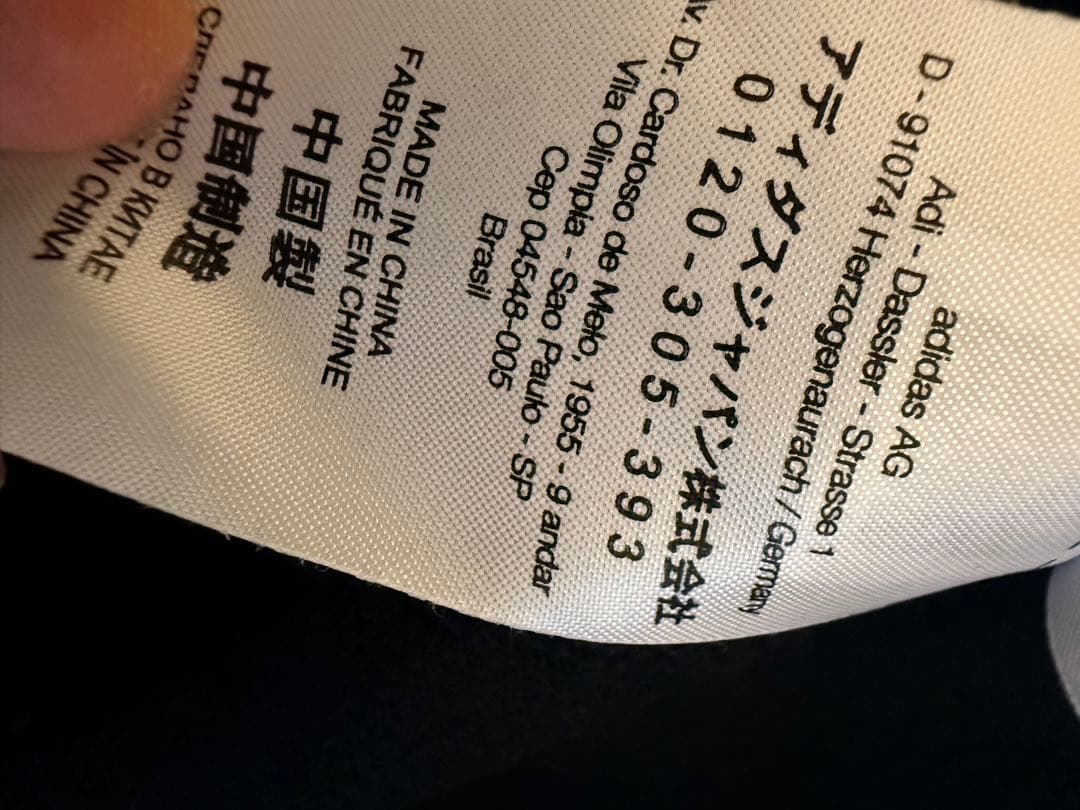 adidas AG
Adi - Dassler - Strasse 1
D - 91074 Herzogenaurach / Germany
アディダスジャパン株式会社
0120-305-393
Dr. Cardoso de Melo, 1955 - 9 andar
Vila Olimpia - Sao Paulo - SP
Cep 04548-005
Brasil
MADE IN CHINA
FABRIQUÉ EN CHINE
中国製
中国制造
В КИТАЕ
IN CHINA